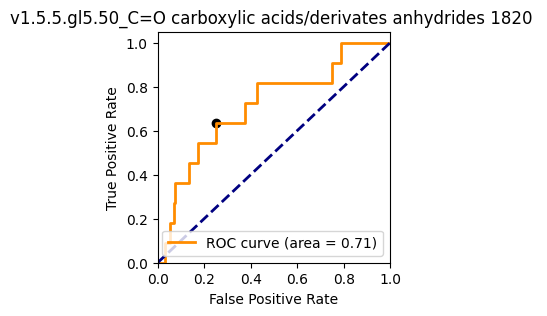 v1.5.5.gl5.50_C=O carboxylic acids/derivates anhydrides 1820
1.0
0.8
0.6
0.4
0.2
0.0
True Positive Rate
ROC curve (area = 0.71)
0.0 0.2 0.4 0.6 0.8 1.0
False Positive Rate